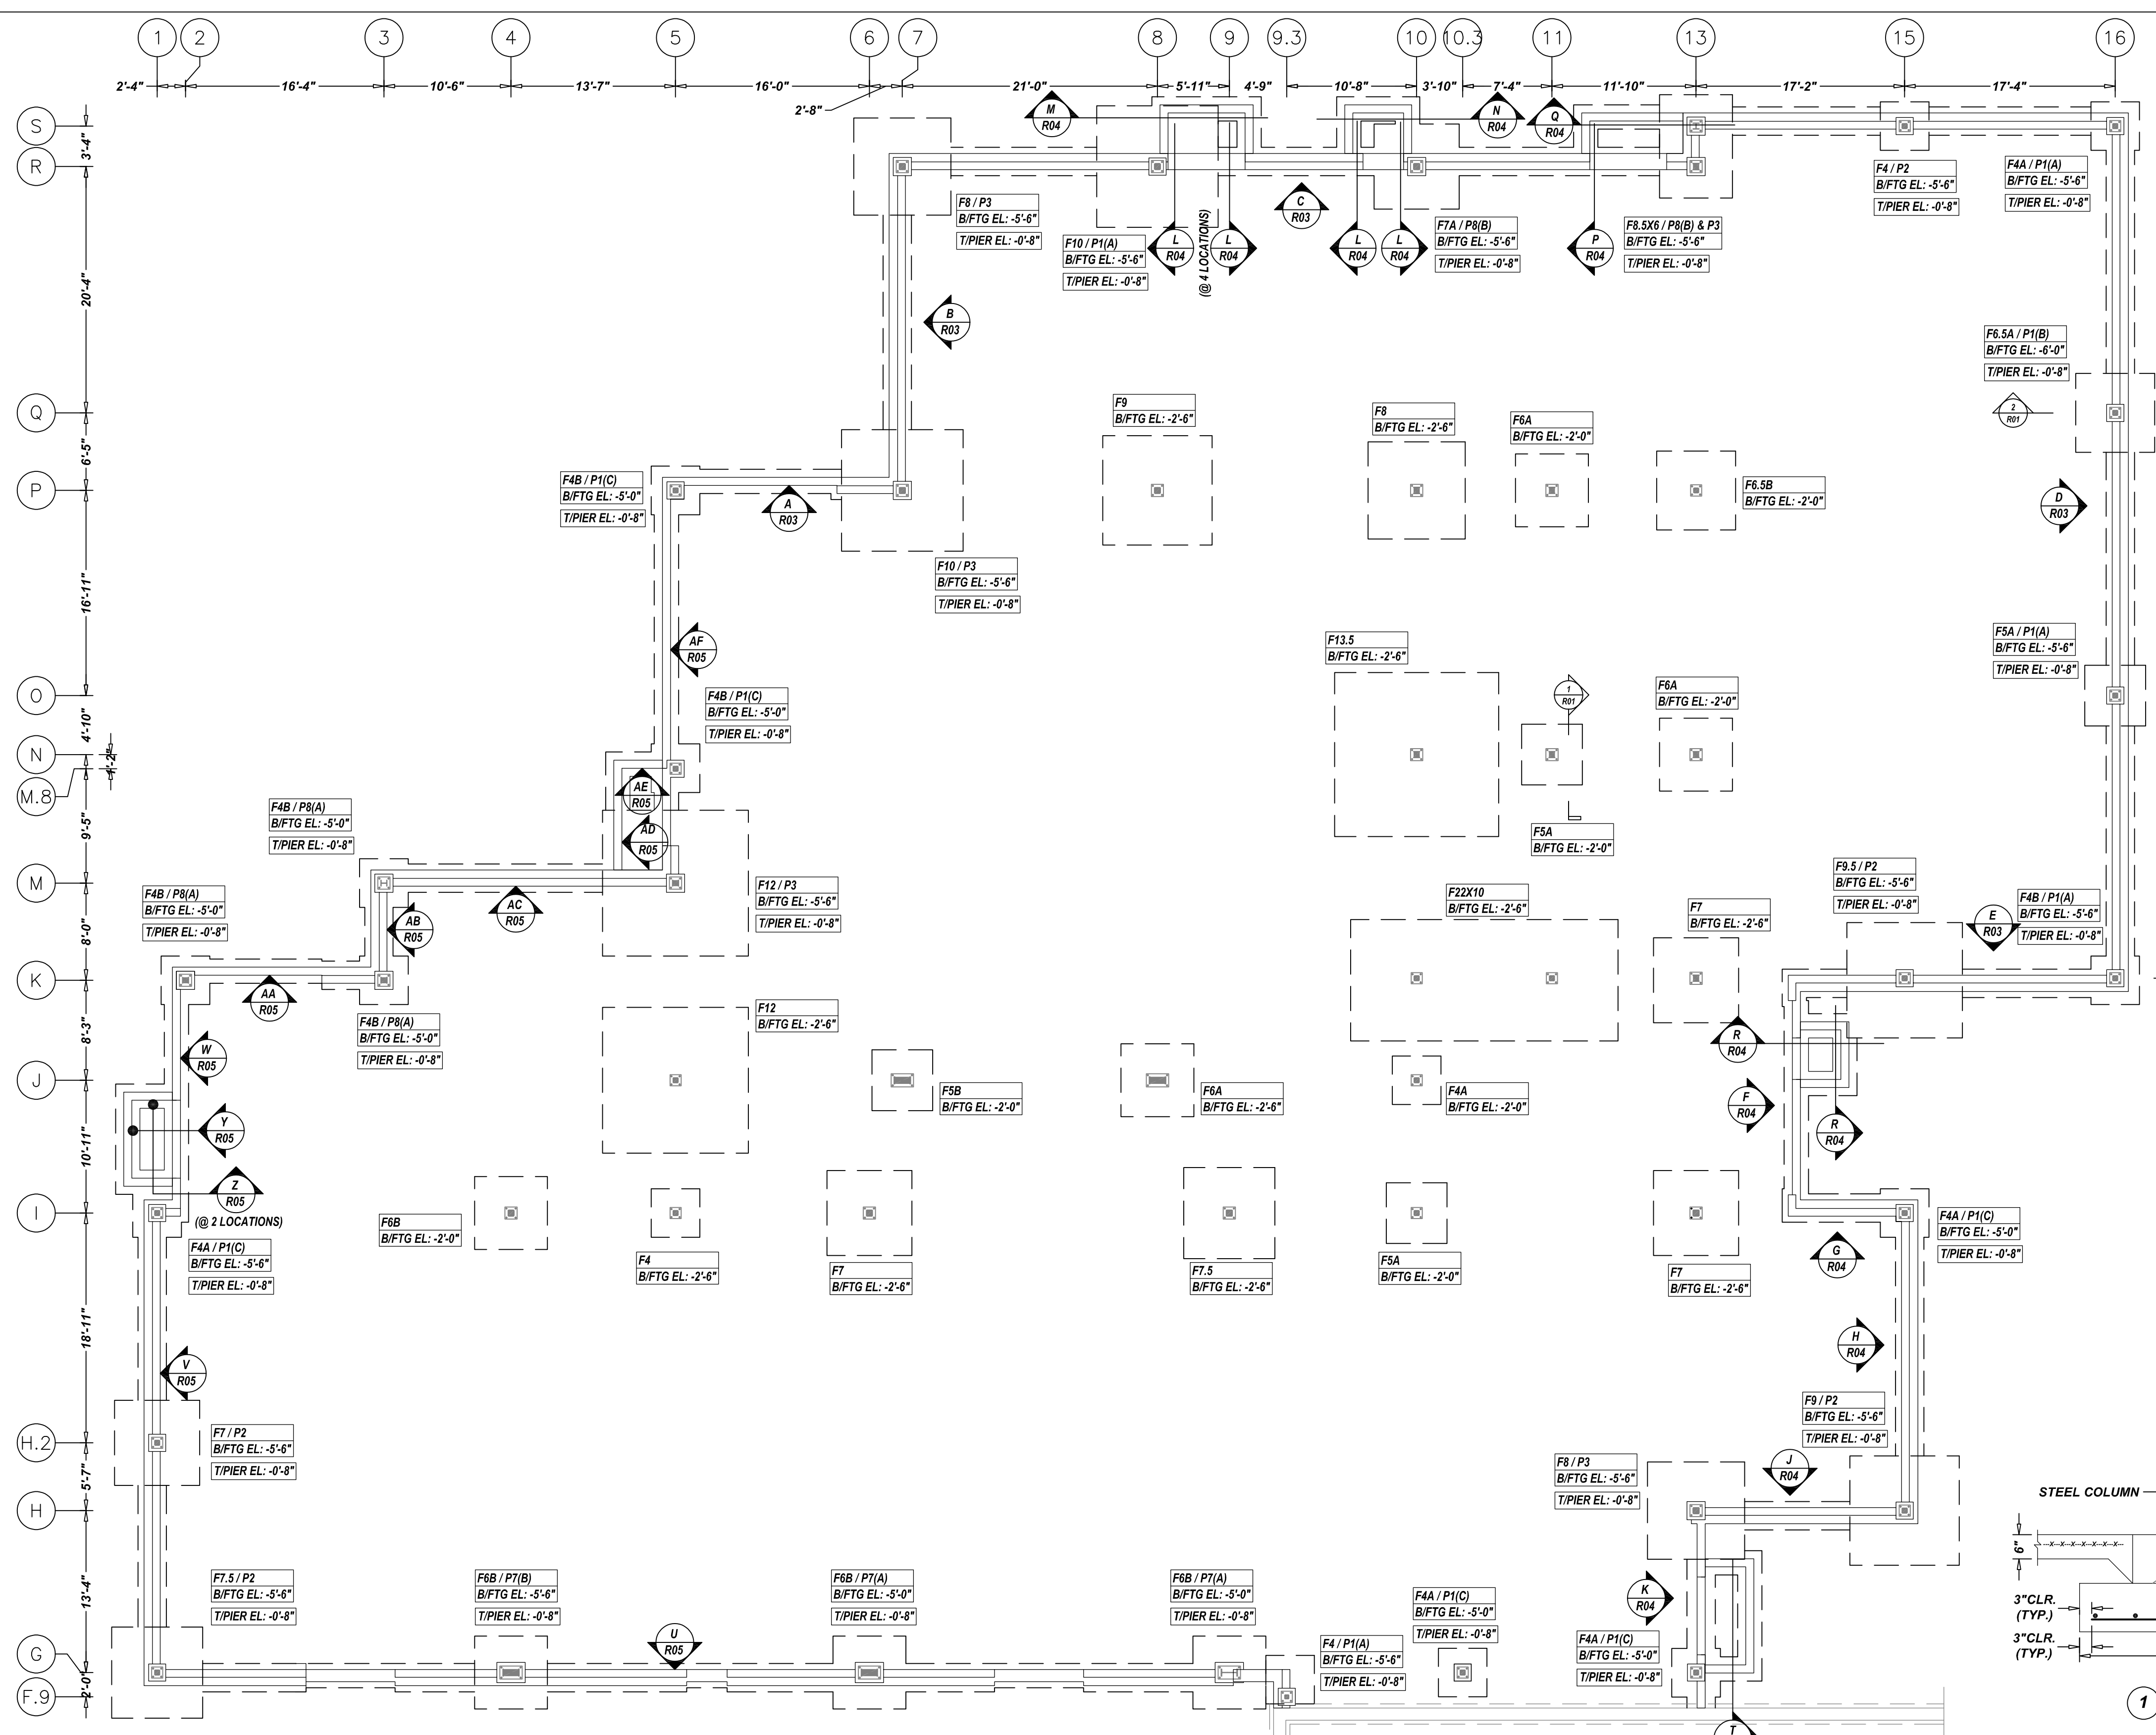 1 2 3 4 5 6 7 8 9 9.3 10 10.3 11 13 15 16
2'-4" 16'-4" 10'-6" 13'-7" 16'-0" 2'-8" 21'-0" 5'-11" 4'-9" 10'-8" 3'-10" 7'-4" 11'-10" 17'-2" 17'-4"
S
3'-4"
R
20'-4"
Q
6'-5"
P
16'-11"
O
4'-10"
N
1'-2"
M.8
9'-5"
M
8'-0"
K
8'-3"
J
10'-11"
I
18'-11"
H.2
5'-7"
H
13'-4"
G
2'-0"
F.9
M
R04
N
R04
Q
R04
F8 / P3
B/FTG EL: -5'-6"
T/PIER EL: -0'-8"
F10 / P1(A)
B/FTG EL: -5'-6"
T/PIER EL: -0'-8"
L
R04
(@ 4 LOCATIONS)
L
R04
C
R03
L
R04
L
R04
F7A / P8(B)
B/FTG EL: -5'-6"
T/PIER EL: -0'-8"
P
R04
F8.5X6 / P8(B) & P3
B/FTG EL: -5'-6"
T/PIER EL: -0'-8"
F4 / P2
B/FTG EL: -5'-6"
T/PIER EL: -0'-8"
F4A / P1(A)
B/FTG EL: -5'-6"
T/PIER EL: -0'-8"
B
R03
F6.5A / P1(B)
B/FTG EL: -6'-0"
T/PIER EL: -0'-8"
2
R01
F9
B/FTG EL: -2'-6"
F8
B/FTG EL: -2'-6"
F6A
B/FTG EL: -2'-0"
F6.5B
B/FTG EL: -2'-0"
F4B / P1(C)
B/FTG EL: -5'-0"
T/PIER EL: -0'-8"
A
R03
D
R03
F10 / P3
B/FTG EL: -5'-6"
T/PIER EL: -0'-8"
AF
R05
F13.5
B/FTG EL: -2'-6"
1
R01
F6A
B/FTG EL: -2'-0"
F5A / P1(A)
B/FTG EL: -5'-6"
T/PIER EL: -0'-8"
F4B / P1(C)
B/FTG EL: -5'-0"
T/PIER EL: -0'-8"
AE
R05
AD
R05
F4B / P8(A)
B/FTG EL: -5'-0"
T/PIER EL: -0'-8"
F5A
B/FTG EL: -2'-0"
F4B / P8(A)
B/FTG EL: -5'-0"
T/PIER EL: -0'-8"
AB
R05
AC
R05
F12 / P3
B/FTG EL: -5'-6"
T/PIER EL: -0'-8"
F22X10
B/FTG EL: -2'-6"
F7
B/FTG EL: -2'-6"
F9.5 / P2
B/FTG EL: -5'-6"
T/PIER EL: -0'-8"
E
R03
F4B / P1(A)
B/FTG EL: -5'-6"
T/PIER EL: -0'-8"
AA
R05
F4B / P8(A)
B/FTG EL: -5'-0"
T/PIER EL: -0'-8"
F12
B/FTG EL: -2'-6"
W
R05
R
R04
F5B
B/FTG EL: -2'-0"
F6A
B/FTG EL: -2'-6"
F4A
B/FTG EL: -2'-0"
F
R04
R
R04
Y
R05
Z
R05
(@ 2 LOCATIONS)
F4A / P1(C)
B/FTG EL: -5'-6"
T/PIER EL: -0'-8"
F6B
B/FTG EL: -2'-0"
F4
B/FTG EL: -2'-6"
F7
B/FTG EL: -2'-6"
F7.5
B/FTG EL: -2'-6"
F5A
B/FTG EL: -2'-0"
F7
B/FTG EL: -2'-6"
G
R04
F4A / P1(C)
B/FTG EL: -5'-0"
T/PIER EL: -0'-8"
V
R05
H
R04
F7 / P2
B/FTG EL: -5'-6"
T/PIER EL: -0'-8"
F9 / P2
B/FTG EL: -5'-6"
T/PIER EL: -0'-8"
F8 / P3
B/FTG EL: -5'-6"
T/PIER EL: -0'-8"
J
R04
F7.5 / P2
B/FTG EL: -5'-6"
T/PIER EL: -0'-8"
F6B / P7(B)
B/FTG EL: -5'-6"
T/PIER EL: -0'-8"
U
R05
F6B / P7(A)
B/FTG EL: -5'-0"
T/PIER EL: -0'-8"
F6B / P7(A)
B/FTG EL: -5'-0"
T/PIER EL: -0'-8"
F4 / P1(A)
B/FTG EL: -5'-6"
T/PIER EL: -0'-8"
F4A / P1(C)
B/FTG EL: -5'-0"
T/PIER EL: -0'-8"
K
R04
F4A / P1(C)
B/FTG EL: -5'-0"
T/PIER EL: -0'-8"
T
STEEL COLUMN
6"
3"CLR.
(TYP.)
3"CLR.
(TYP.)
1